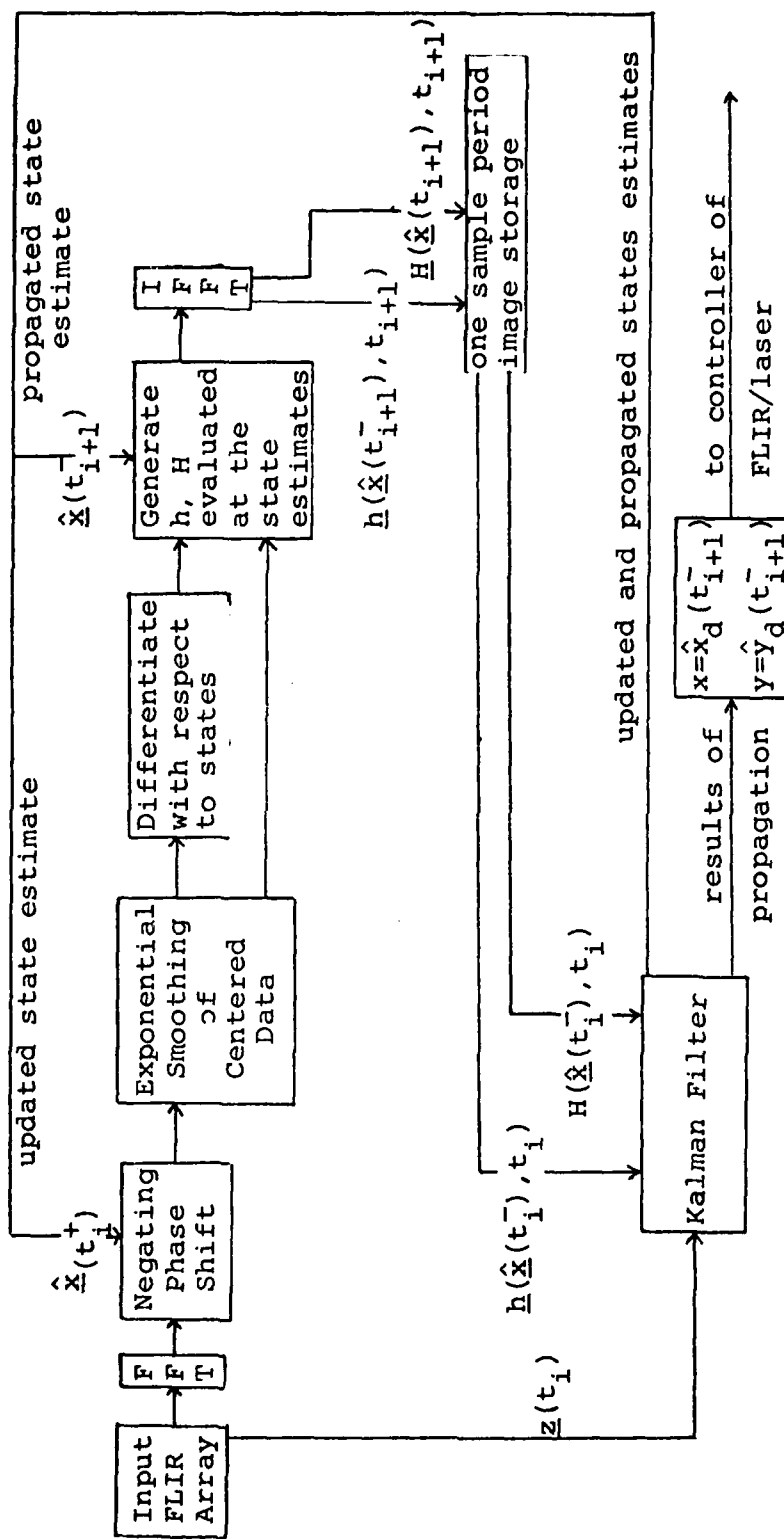 updated state estimate
propagated state
estimate
x̂(t_i^+)
x̂(t_{i+1}^-)
Input
FLIR
Array
F
F
T
Negating
Phase
Shift
Exponential
Smoothing
of
Centered
Data
Differentiate
with respect
to states
Generate
h, H
evaluated
at the
state
estimates
I
F
F
T
h(x̂(t_{i+1}^-),t_{i+1})
H(x̂(t_{i+1}^-),t_{i+1})
one sample period
image storage
z(t_i)
h(x̂(t_i^-),t_i)
H(x̂(t_i^-),t_i)
Kalman Filter
updated and propagated states estimates
results of
propagation
x=x̂_d(t_{i+1}^-)
y=ŷ_d(t_{i+1}^-)
to controller of
FLIR/laser